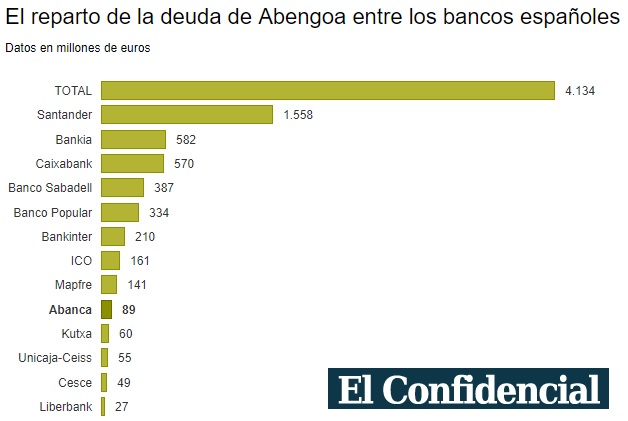 El reparto de la deuda de Abengoa entre los bancos españoles
Datos en millones de euros
TOTAL 4.134
Santander 1.558
Bankia 582
Caixabank 570
Banco Sabadell 387
Banco Popular 334
Bankinter 210
ICO 161
Mapfre 141
Abanca 89
Kutxa 60
Unicaja-Ceiss 55
Cesce 49
Liberbank 27
El Confidencial